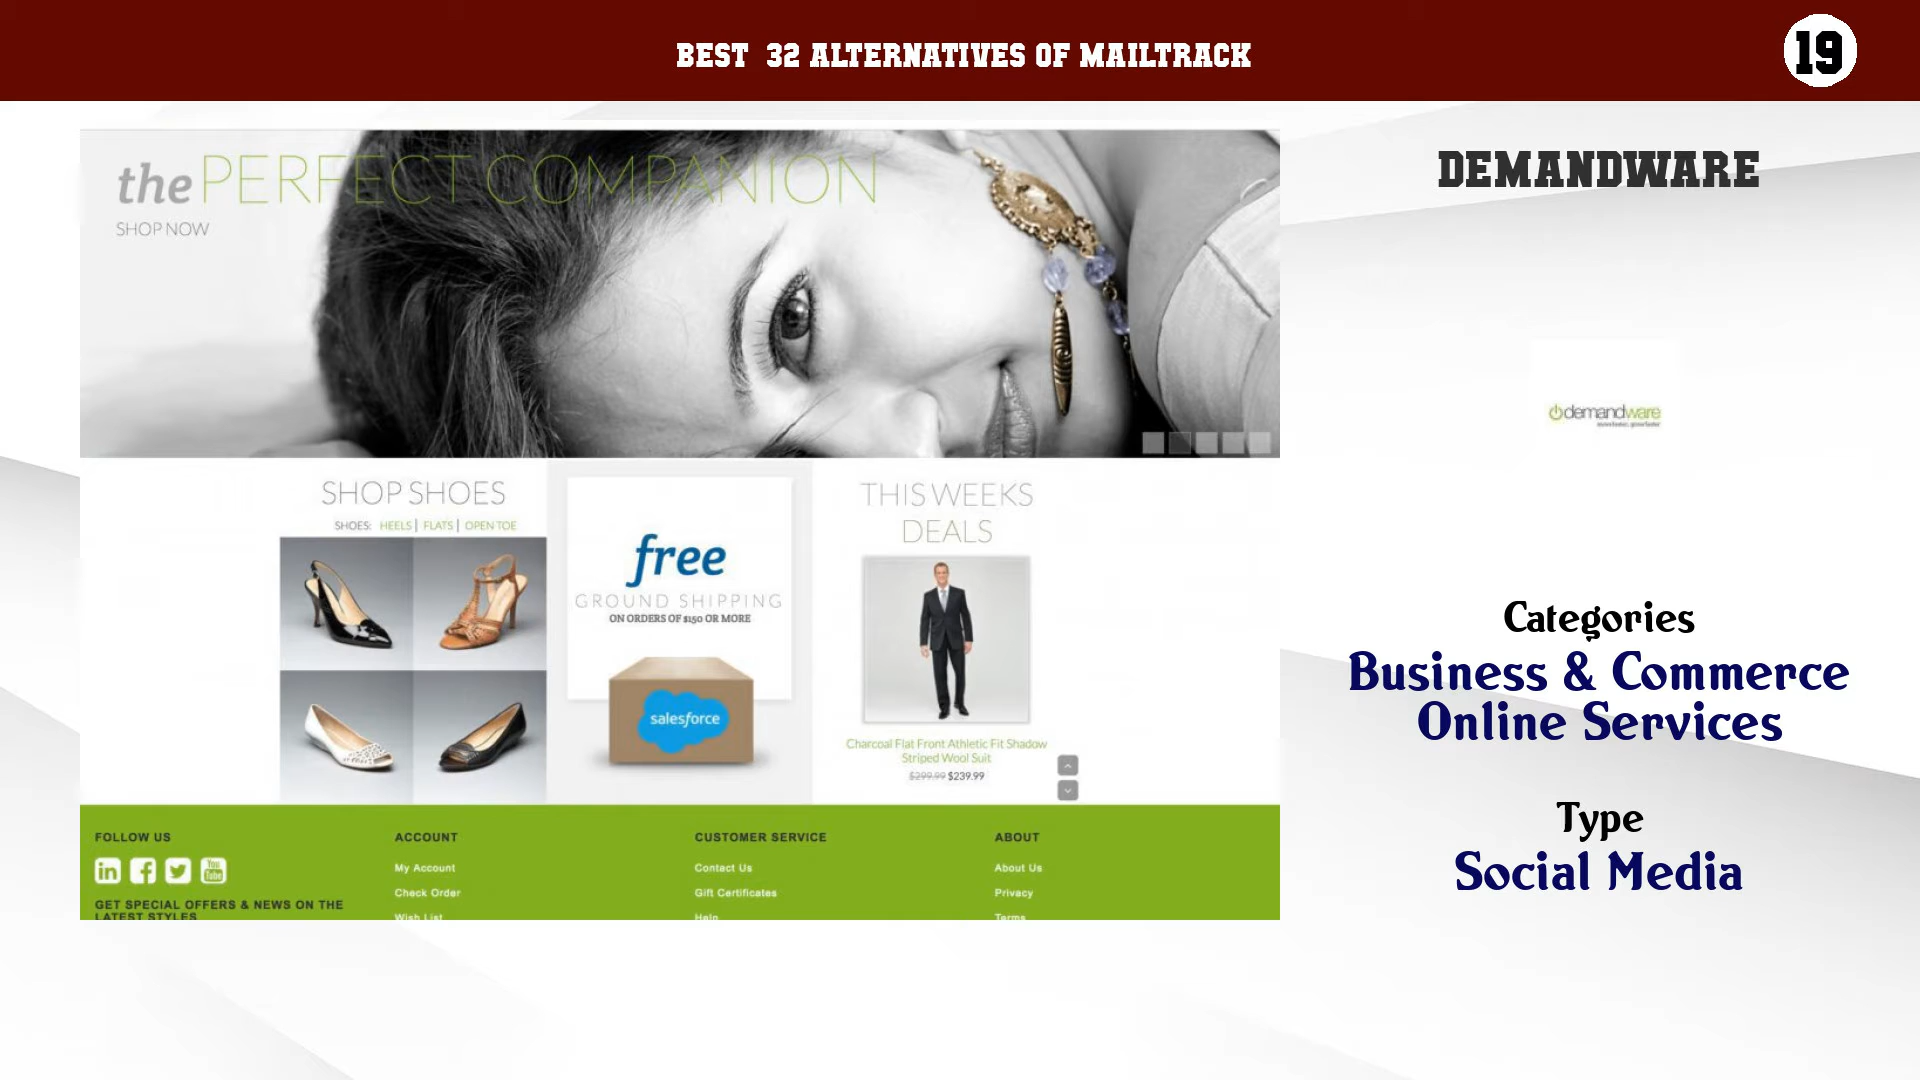 BEST 32 ALTERNATIVES OF MAILTRACK
19
the PERFECT COMPANION
SHOP NOW
DEMANDWARE
demandware
SHOP SHOES
SHOES: HEELS | FLATS | OPEN TOE
free
GROUND SHIPPING
ON ORDERS OF $150 OR MORE
salesforce
THIS WEEKS
DEALS
Charcoal Flat Front Athletic Fit Shadow
Striped Wool Suit
$299.99 $239.99
Categories
Business & Commerce
Online Services
Type
Social Media
FOLLOW US
in f You Tube
GET SPECIAL OFFERS & NEWS ON THE
LATEST STYLES
ACCOUNT
My Account
Check Order
Wish List
CUSTOMER SERVICE
Contact Us
Gift Certificates
Help
ABOUT
About Us
Privacy
Terms